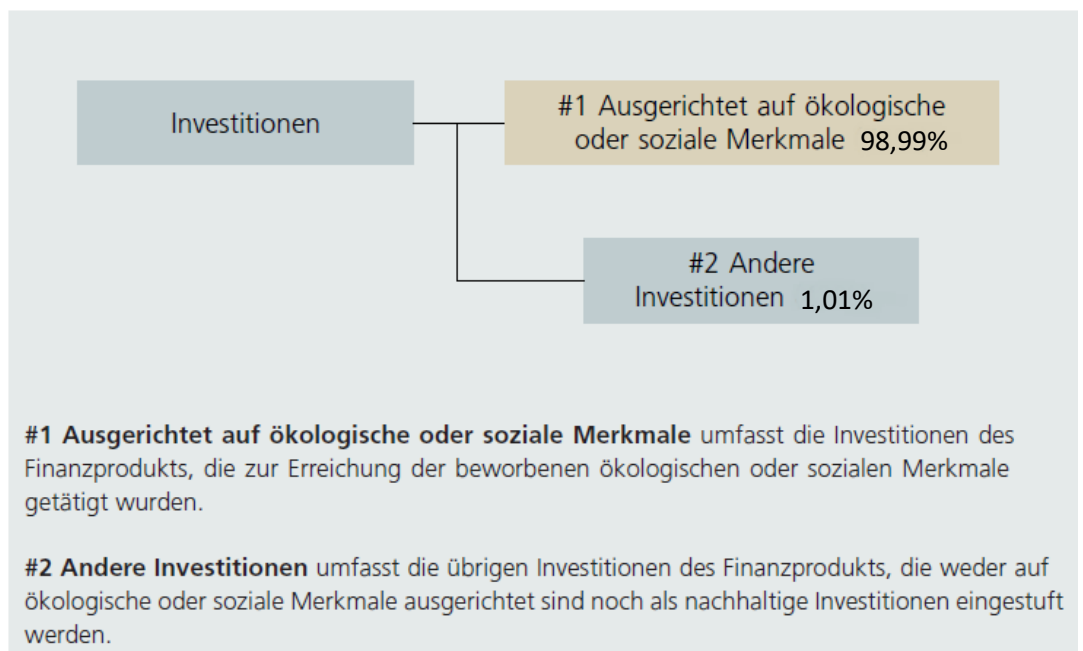 Investitionen
#1 Ausgerichtet auf ökologische
oder soziale Merkmale 98,99%
#2 Andere
Investitionen 1,01%
#1 Ausgerichtet auf ökologische oder soziale Merkmale umfasst die Investitionen des
Finanzprodukts, die zur Erreichung der beworbenen ökologischen oder sozialen Merkmale
getätigt wurden.
#2 Andere Investitionen umfasst die übrigen Investitionen des Finanzprodukts, die weder auf
ökologische oder soziale Merkmale ausgerichtet sind noch als nachhaltige Investitionen eingestuft
werden.